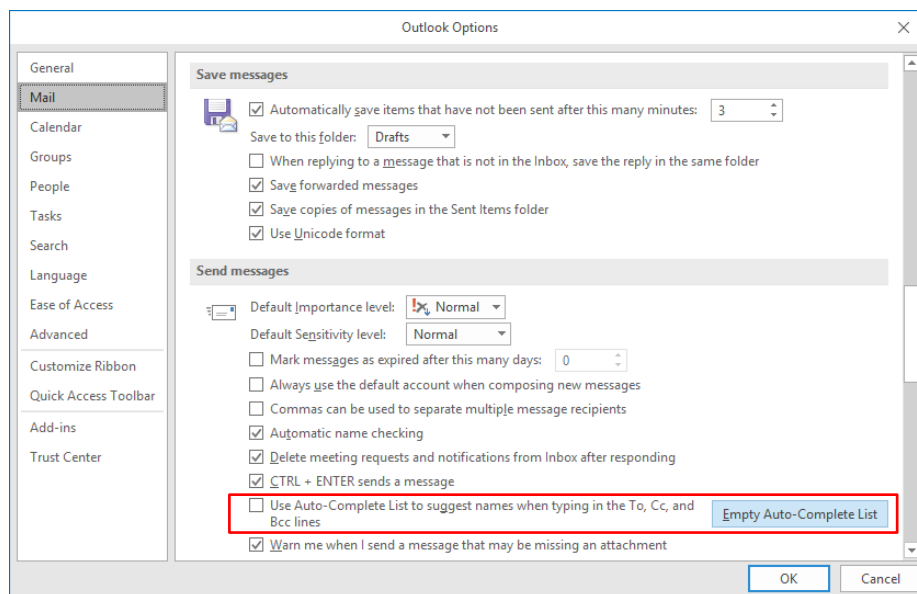 Outlook Options
General
Mail
Calendar
Groups
People
Tasks
Search
Language
Ease of Access
Advanced
Customize Ribbon
Quick Access Toolbar
Add-ins
Trust Center
Save messages
Automatically save items that have not been sent after this many minutes: 3
Save to this folder: Drafts
When replying to a message that is not in the Inbox, save the reply in the same folder
Save forwarded messages
Save copies of messages in the Sent Items folder
Use Unicode format
Send messages
Default Importance level: Normal
Default Sensitivity level: Normal
Mark messages as expired after this many days: 0
Always use the default account when composing new messages
Commas can be used to separate multiple message recipients
Automatic name checking
Delete meeting requests and notifications from Inbox after responding
CTRL + ENTER sends a message
Use Auto-Complete List to suggest names when typing in the To, Cc, and
Bcc lines
Empty Auto-Complete List
Warn me when I send a message that may be missing an attachment
OK
Cancel